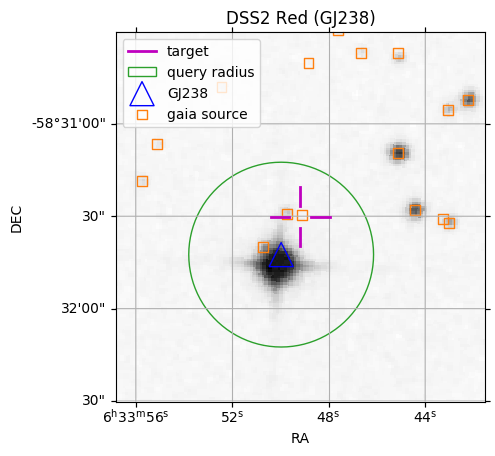 DSS2 Red (GJ238)
target
query radius
GJ238
gaia source
-58°31'00"
30"
32'00"
30"
DEC
6h33m56s 52s 48s 44s
RA